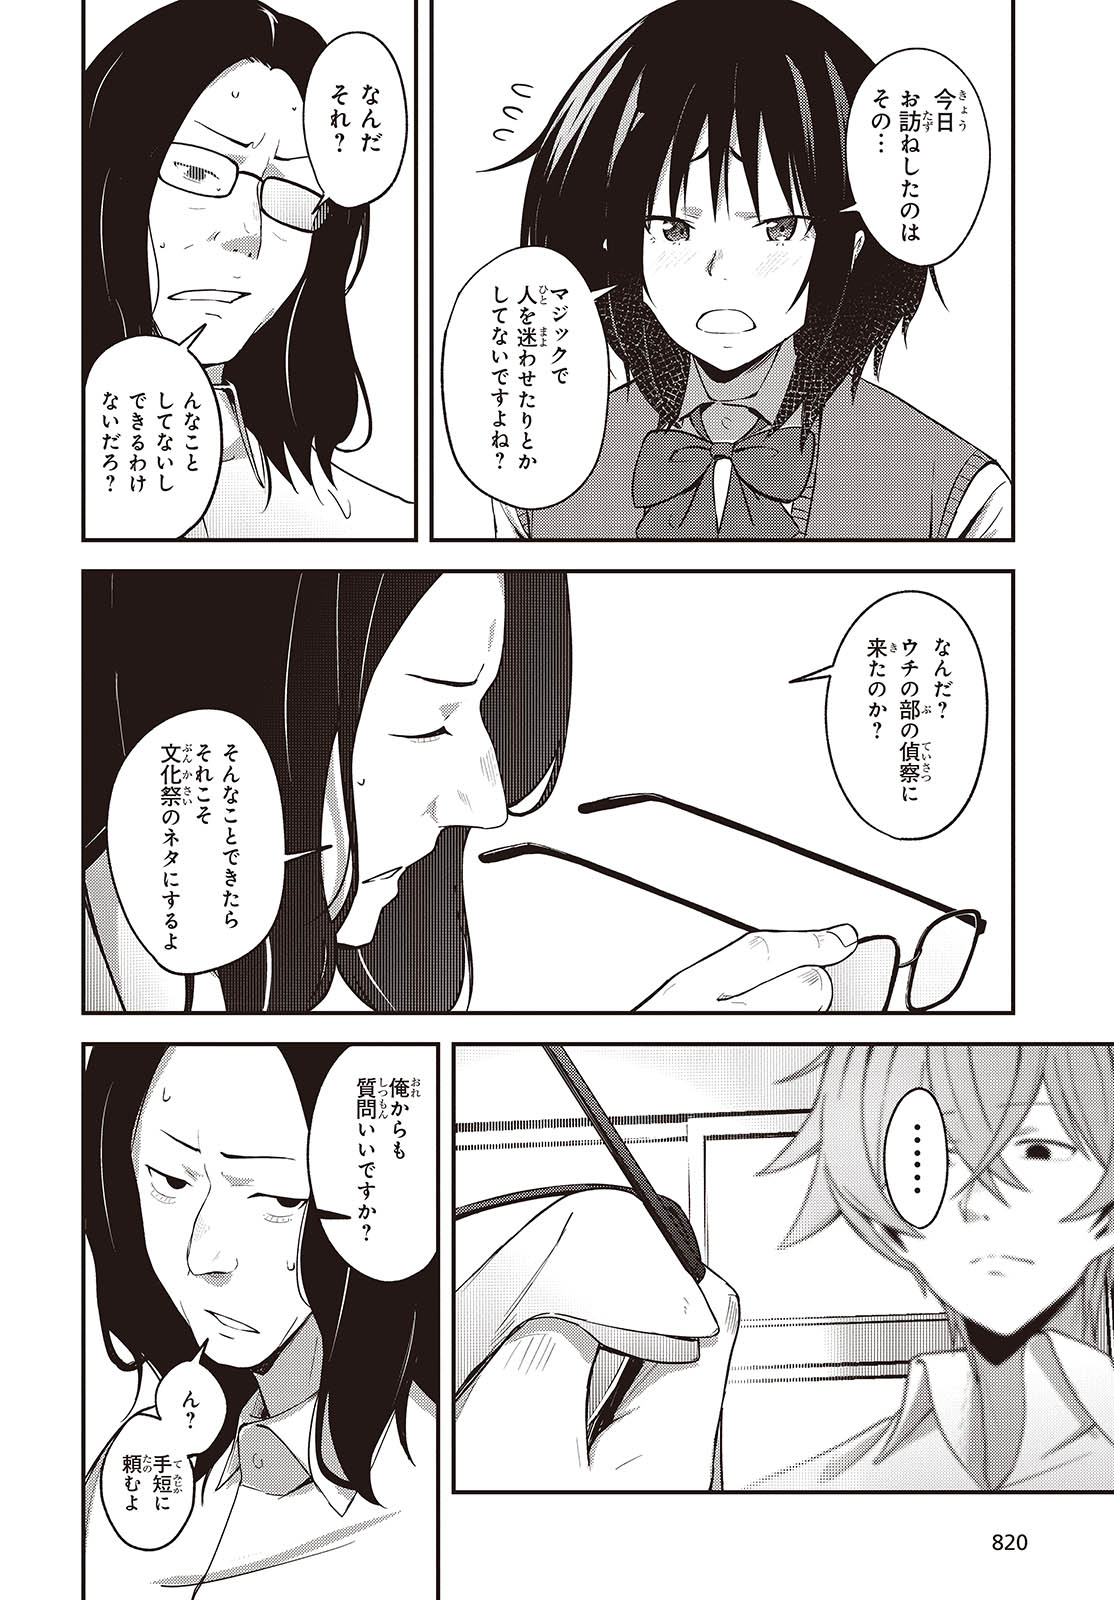 今日
お訪ねしたのは
その…
マジックで
人を迷わせたりとか
してないですよね？
なんだ
それ？
んなこと
してないし
できるわけ
ないだろ？
なんだ？
ウチの部の偵察に
来たのか？
そんなことできたら
それこそ
文化祭のネタにするよ
……
俺からも
質問いいですか？
ん？
手短に
頼むよ
820